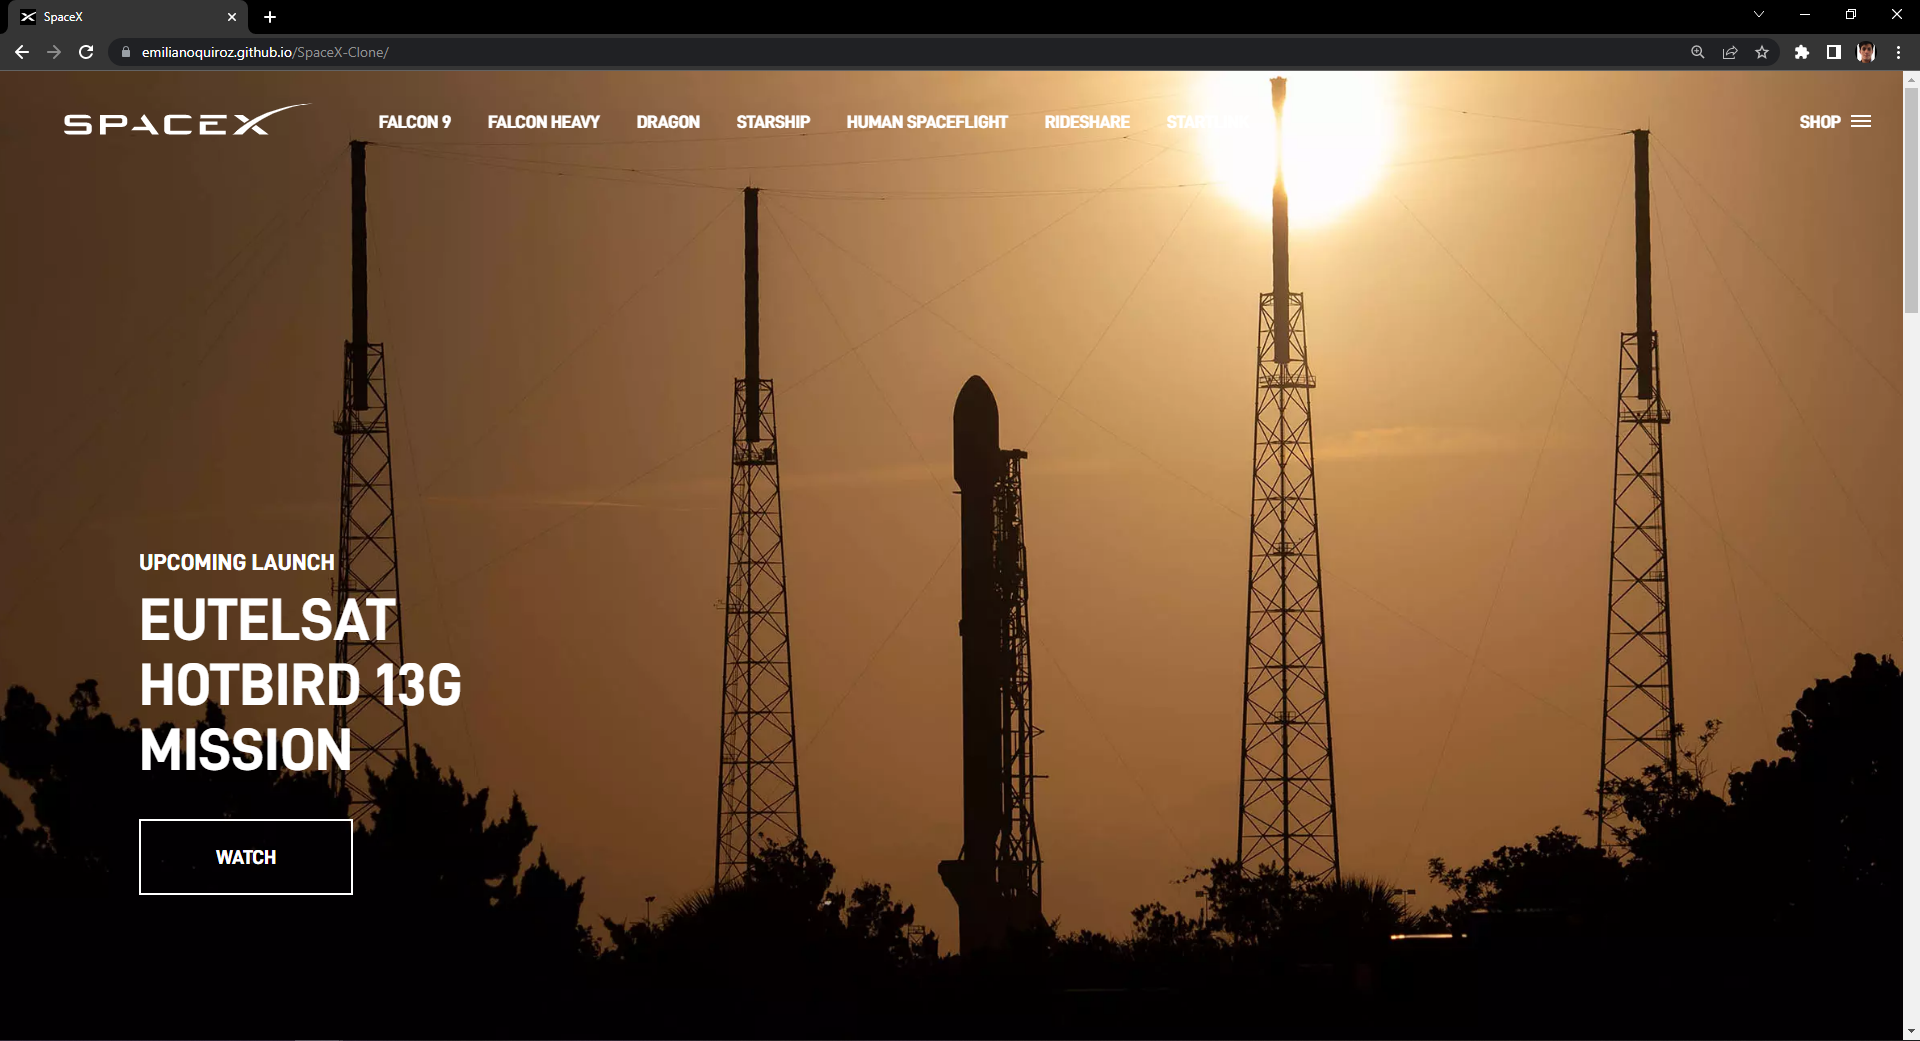 SpaceX
emilianoquiroz.github.io/SpaceX-Clone/
SPACEX FALCON 9 FALCON HEAVY DRAGON STARSHIP HUMAN SPACEFLIGHT RIDESHARE SHOP
UPCOMING LAUNCH
EUTELSAT
HOTBIRD 13G
MISSION
WATCH